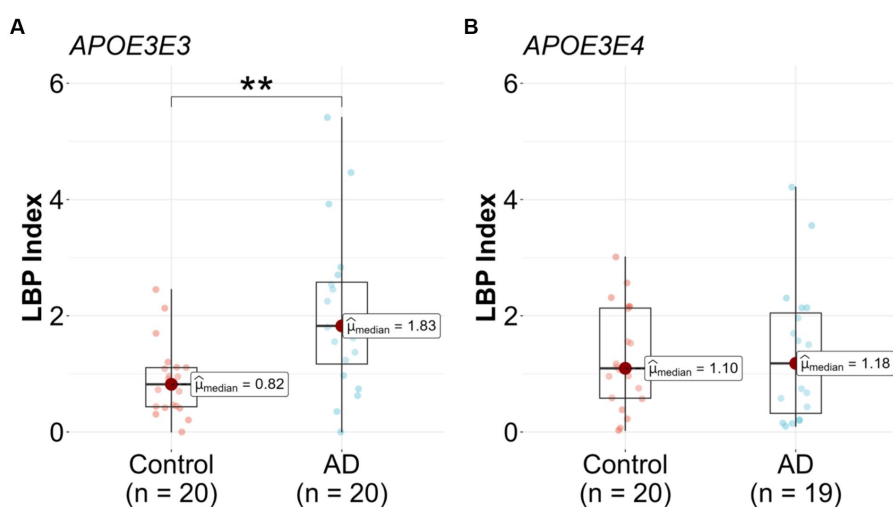 A
APOE3E3
LBP Index
6
4
2
0
**
μ̂median = 0.82
μ̂median = 1.83
Control
(n = 20)
AD
(n = 20)
B
APOE3E4
LBP Index
6
4
2
0
μ̂median = 1.10
μ̂median = 1.18
Control
(n = 20)
AD
(n = 19)